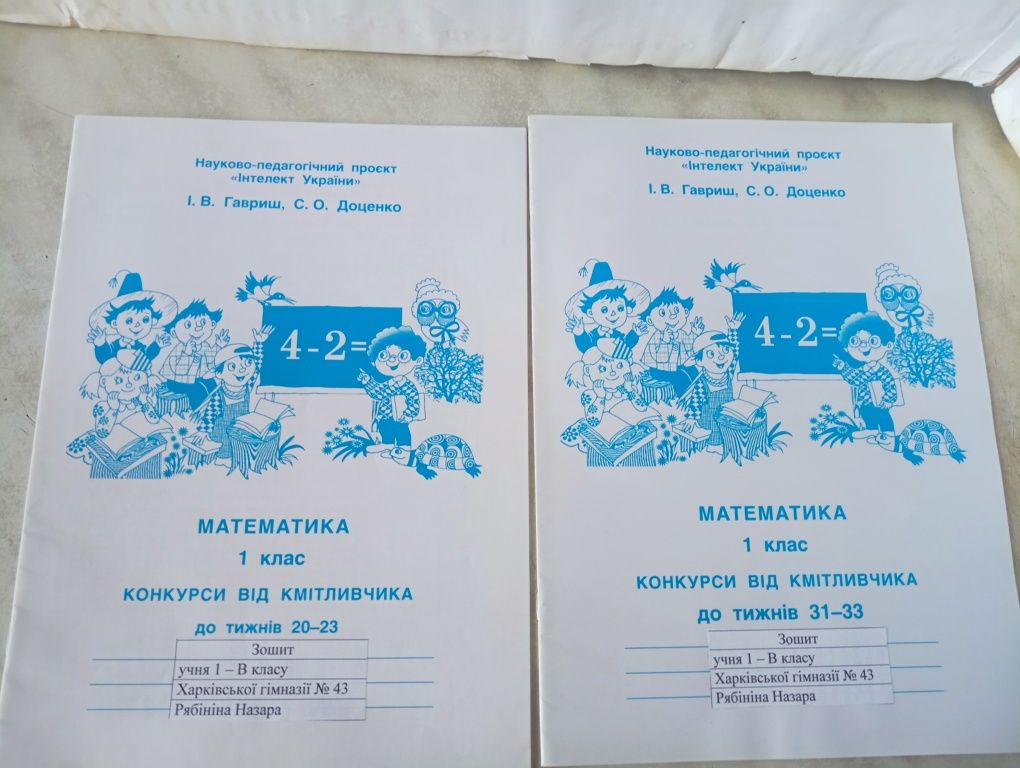 Науково-педагогічний проєкт
«Інтелект України»
І. В. Гавриш, С. О. Доценко
4-2=
МАТЕМАТИКА
1 клас
КОНКУРСИ ВІД КМІТЛИВЧИКА
до тижнів 20–23
Зошит
учня 1 – В класу
Харківської гімназії № 43
Рябініна Назара
Науково-педагогічний проєкт
«Інтелект України»
І. В. Гавриш, С. О. Доценко
4-2=
МАТЕМАТИКА
1 клас
КОНКУРСИ ВІД КМІТЛИВЧИКА
до тижнів 31–33
Зошит
учня 1 – В класу
Харківської гімназії № 43
Рябініна Назара